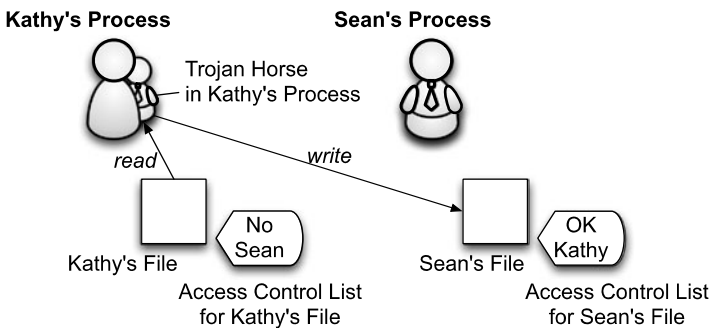 Kathy's Process
Sean's Process
Trojan Horse
in Kathy's Process
read
write
No
Sean
OK
Kathy
Kathy's File
Sean's File
Access Control List
for Kathy's File
Access Control List
for Sean's File